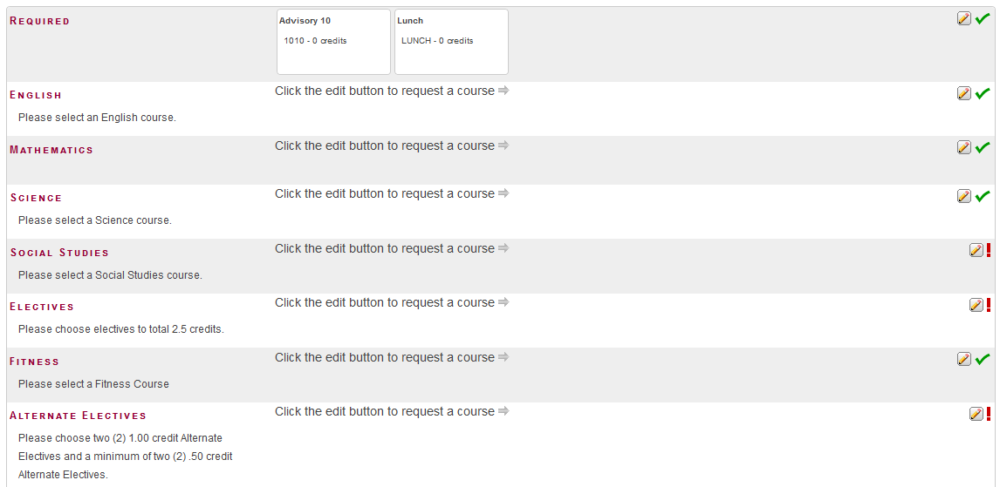 Required
Advisory 10
Lunch
1010 - 0 credits
LUNCH - 0 credits
English
Click the edit button to request a course
Please select an English course.
Mathematics
Click the edit button to request a course
Science
Click the edit button to request a course
Please select a Science course.
Social Studies
Click the edit button to request a course
Please select a Social Studies course.
Electives
Click the edit button to request a course
Please choose electives to total 2.5 credits.
Fitness
Click the edit button to request a course
Please select a Fitness Course
Alternate Electives
Click the edit button to request a course
Please choose two (2) 1.00 credit Alternate
Electives and a minimum of two (2) .50 credit
Alternate Electives.